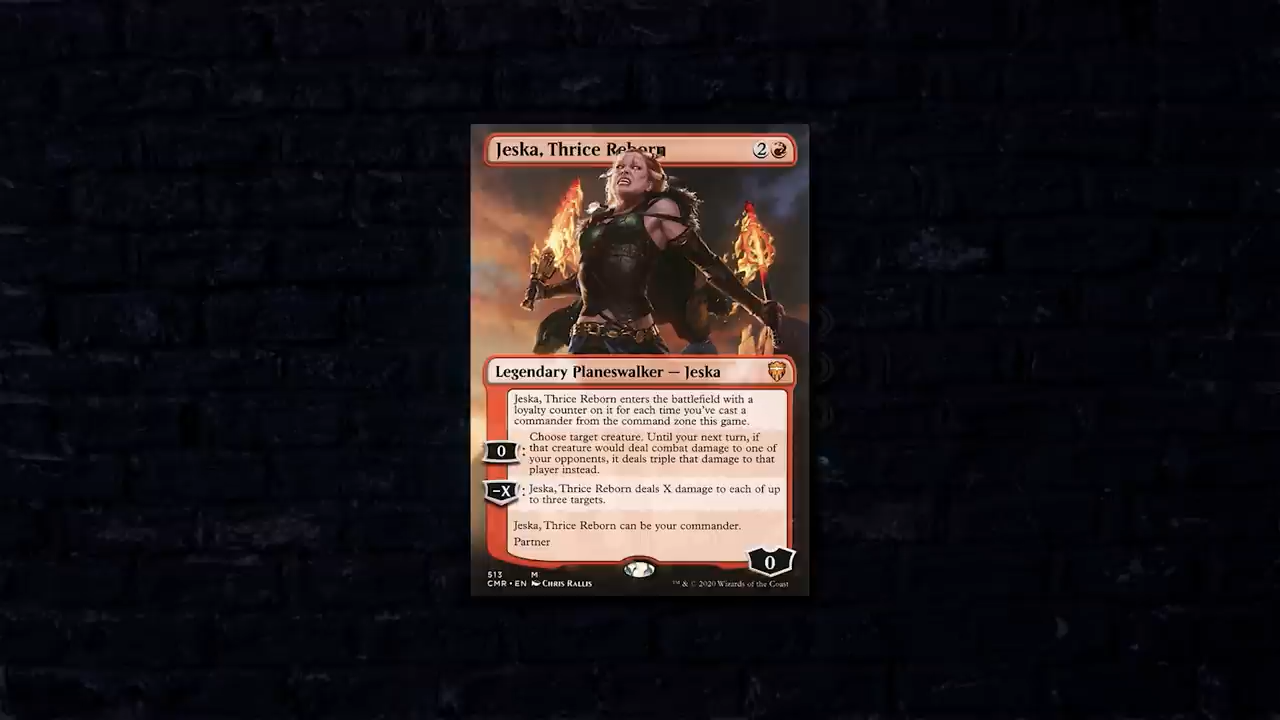 Jeska, Thrice Reborn 2
Legendary Planeswalker — Jeska
Jeska, Thrice Reborn enters the battlefield with a
loyalty counter on it for each time you've cast a
commander from the command zone this game.
Choose target creature. Until your next turn, if
0: that creature would deal combat damage to one of
your opponents, it deals triple that damage to that
player instead.
−X: Jeska, Thrice Reborn deals X damage to each of up
to three targets.
Jeska, Thrice Reborn can be your commander.
Partner
0
513 M
CMR • EN CHRIS RALLIS ™ & © 2020 Wizards of the Coast